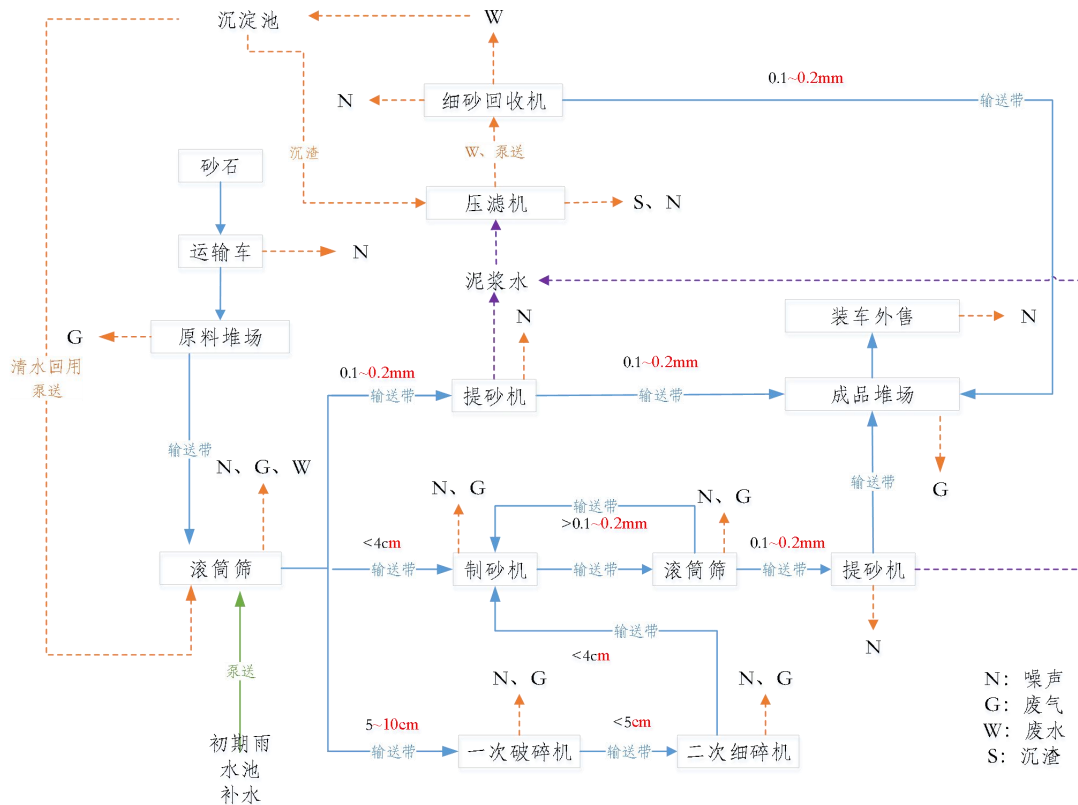 沉淀池
W
0.1~0.2mm
N
细砂回收机
输送带
沉渣
W、泵送
砂石
压滤机
S、N
运输车
N
泥浆水
G
原料堆场
N
装车外售
N
清水回用
泵送
0.1~0.2mm
输送带
提砂机
0.1~0.2mm
输送带
成品堆场
输送带
N、G、W
N、G
输送带
>0.1~0.2mm
N、G
输送带
G
滚筒筛
<4cm
输送带
制砂机
输送带
滚筒筛
0.1~0.2mm
输送带
提砂机
输送带
<4cm
N
泵送
N、G
N、G
初期雨
水池
补水
5~10cm
输送带
一次破碎机
<5cm
输送带
二次细碎机
N：噪声
G：废气
W：废水
S：沉渣